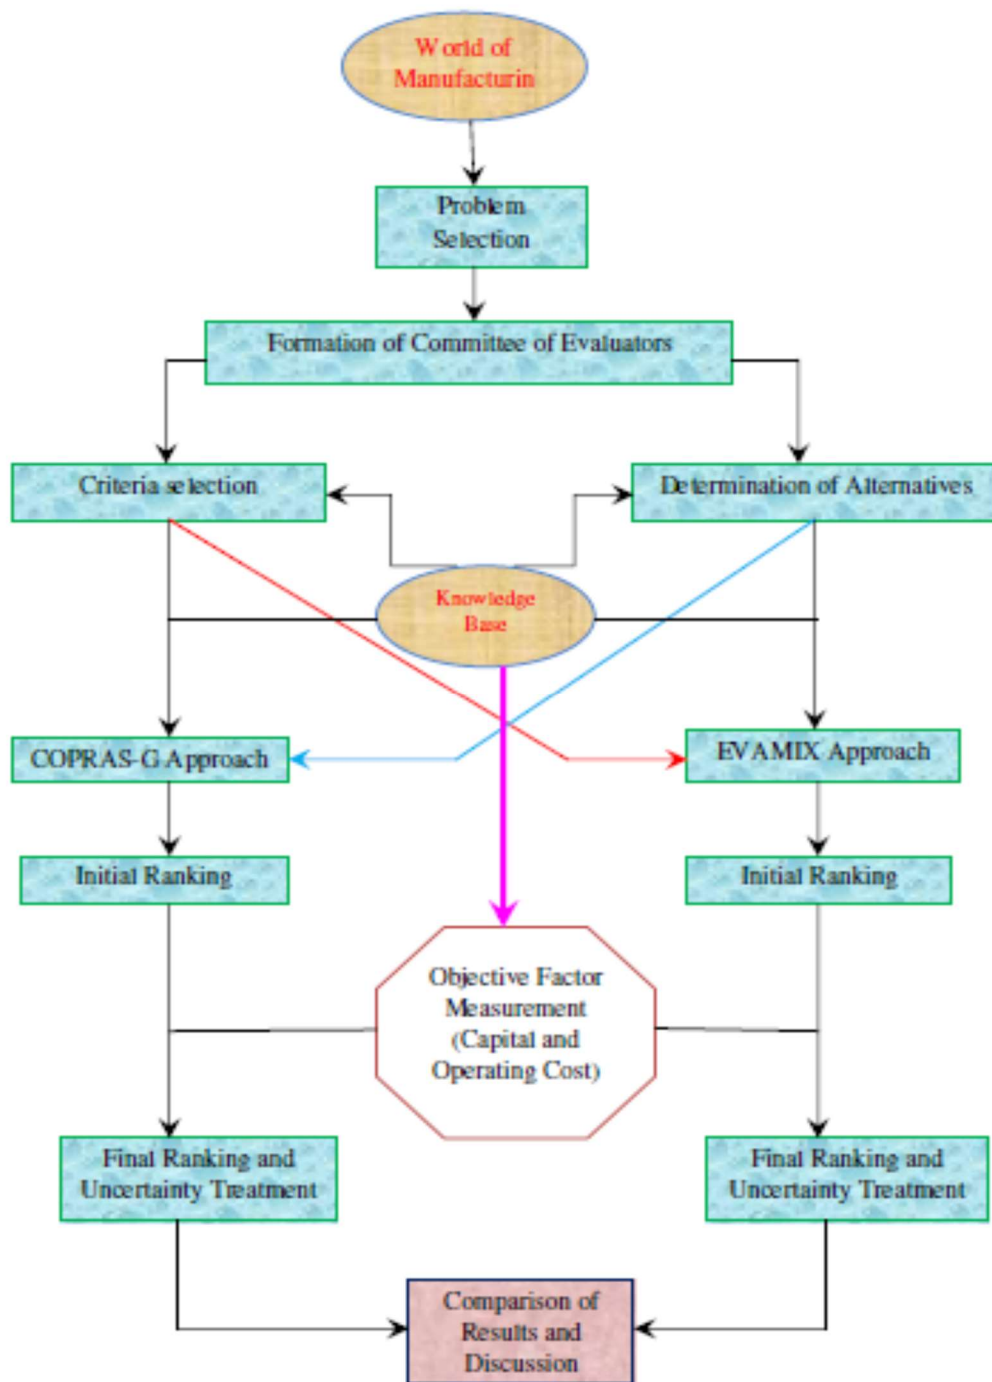 World of
Manufacturin
Problem
Selection
Formation of Committee of Evaluators
Criteria selection
Determination of Alternatives
Knowledge
Base
COPRAS-G Approach
EVAMIX Approach
Initial Ranking
Initial Ranking
Objective Factor
Measurement
(Capital and
Operating Cost)
Final Ranking and
Uncertainty Treatment
Final Ranking and
Uncertainty Treatment
Comparison of
Results and
Discussion